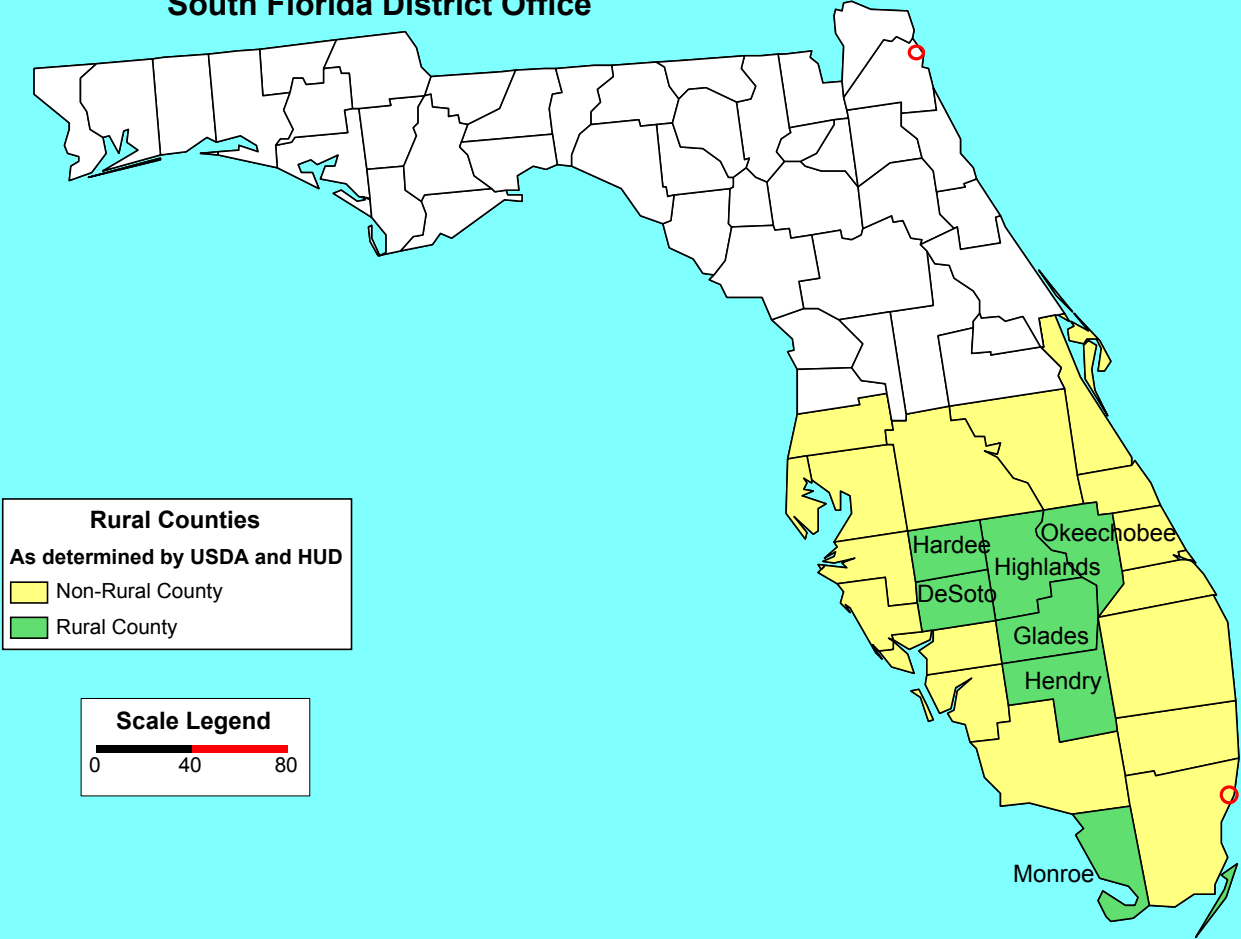 South Florida District Office
Rural Counties
As determined by USDA and HUD
Non-Rural County
Rural County
Scale Legend
0 40 80
Hardee
Okeechobee
Highlands
DeSoto
Glades
Hendry
Monroe